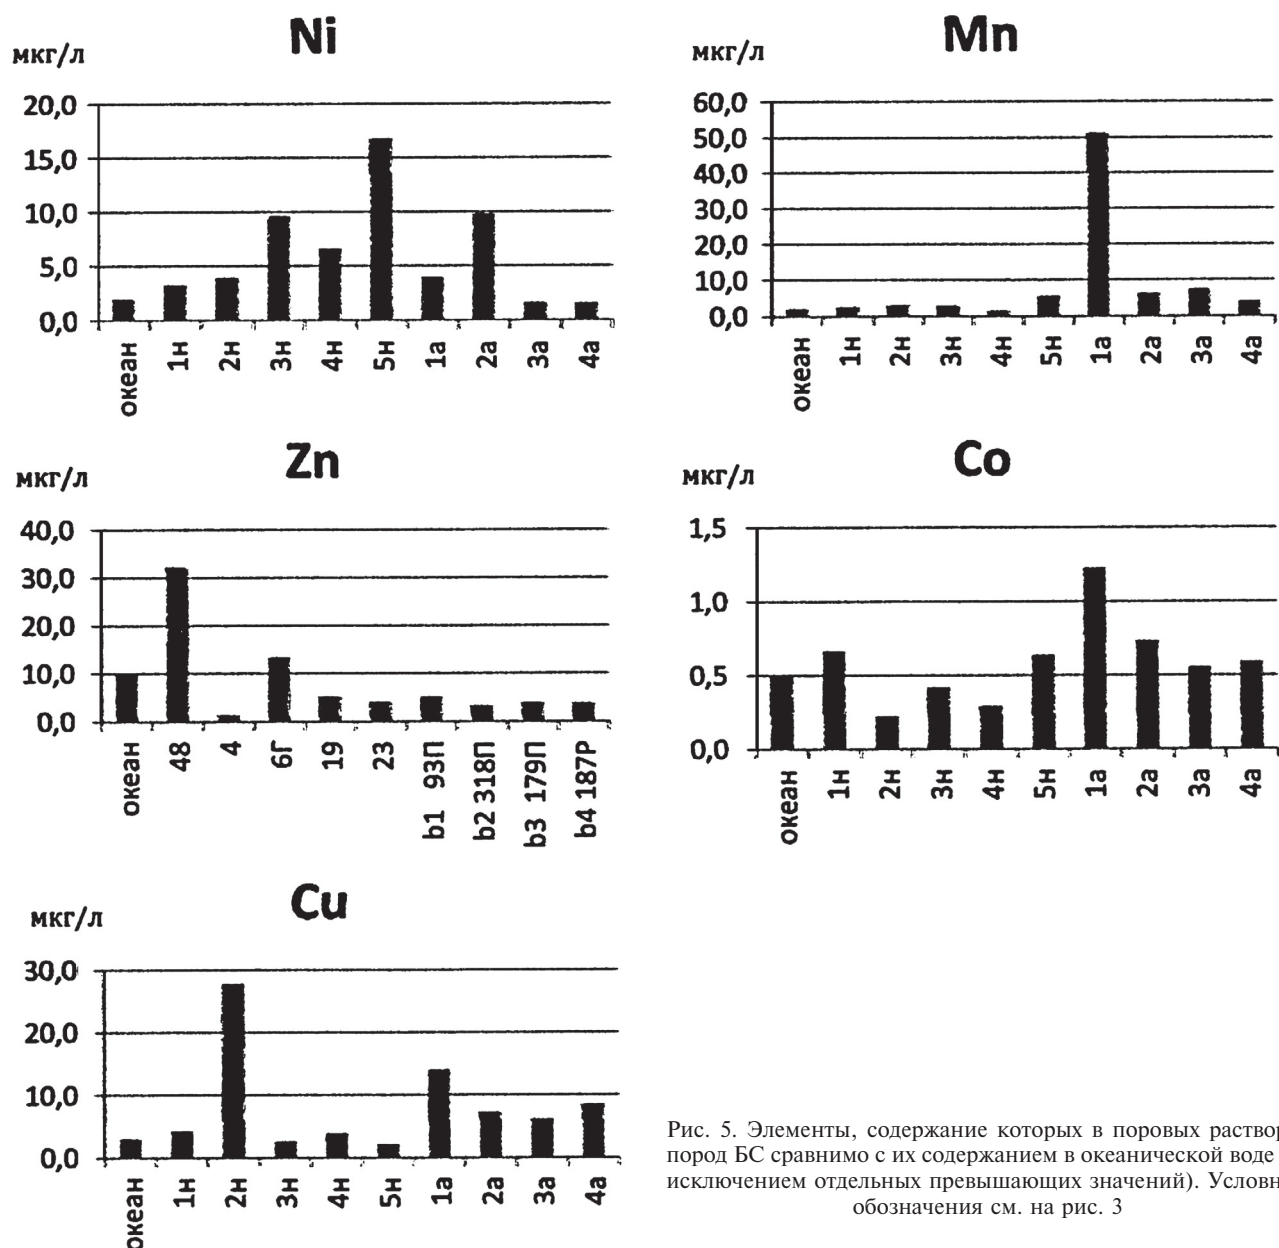 Ni
мкг/л
20,0
15,0
10,0
5,0
0,0
океан 1н 2н 3н 4н 5н 1а 2а 3а 4а
Mn
мкг/л
60,0
50,0
40,0
30,0
20,0
10,0
0,0
океан 1н 2н 3н 4н 5н 1а 2а 3а 4а
Zn
мкг/л
40,0
30,0
20,0
10,0
0,0
океан 48 4 6Г 19 23 b1 93П b2 318П b3 179П b4 187Р
Co
мкг/л
1,5
1,0
0,5
0,0
океан 1н 2н 3н 4н 5н 1а 2а 3а 4а
Cu
мкг/л
30,0
20,0
10,0
0,0
океан 1н 2н 3н 4н 5н 1а 2а 3а 4а
Рис. 5. Элементы, содержание которых в поровых раствор
пород БС сравнимо с их содержанием в океанической воде
исключением отдельных превышающих значений). Условн
обозначения см. на рис. 3